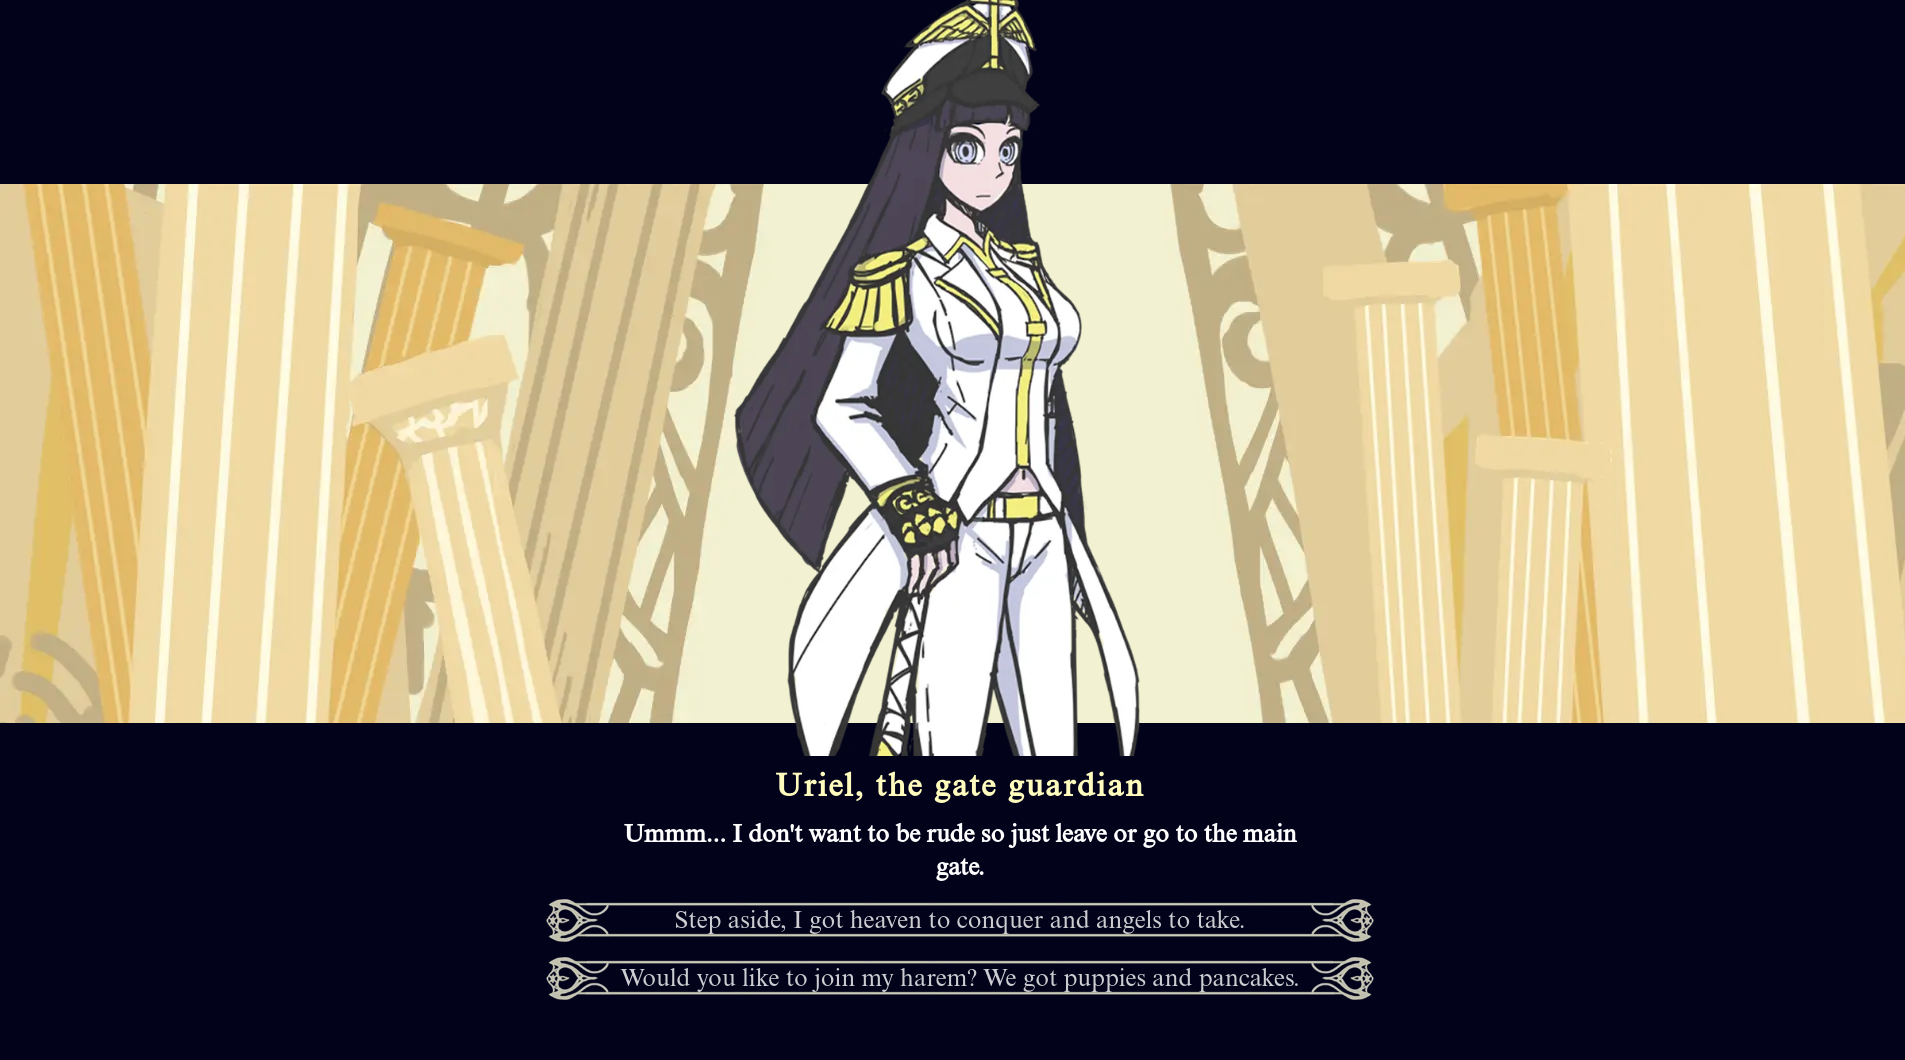 Uriel, the gate guardian
Ummm... I don't want to be rude so just leave or go to the main
gate.
Step aside, I got heaven to conquer and angels to take.
Would you like to join my harem? We got puppies and pancakes.